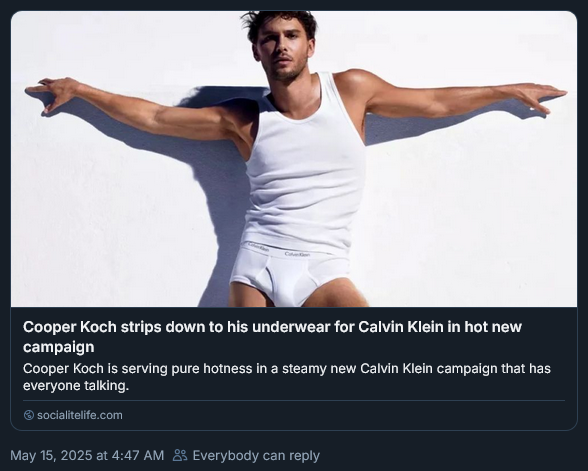 Calvin Klein
Cooper Koch strips down to his underwear for Calvin Klein in hot new
campaign
Cooper Koch is serving pure hotness in a steamy new Calvin Klein campaign that has
everyone talking.
socialitelife.com
May 15, 2025 at 4:47 AM Everybody can reply